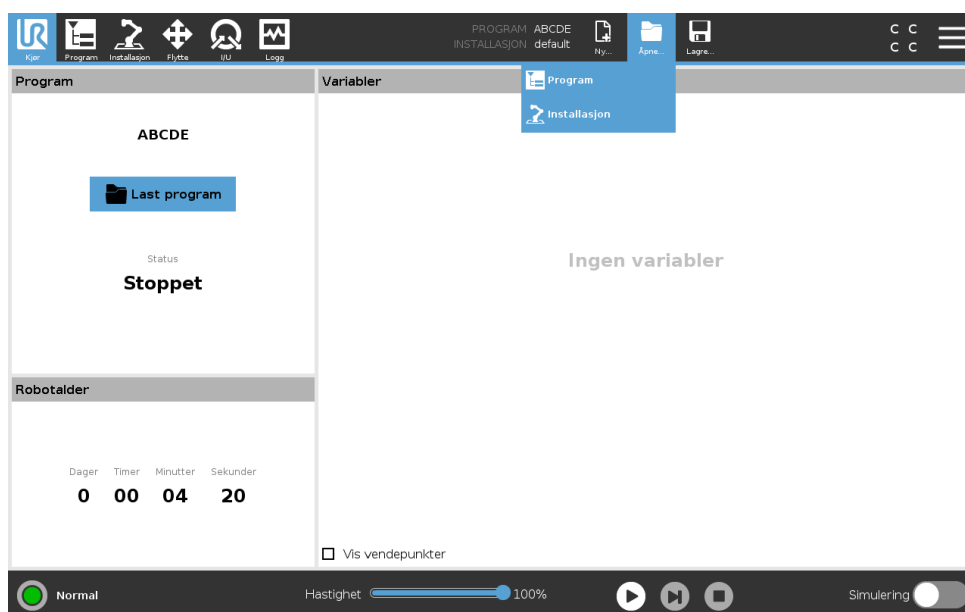 UR
Kjør
Program
Installasjon
Flytte
I/U
Logg
PROGRAM ABCDE
INSTALLASJON default
Ny...
Åpne...
Lagre...
C C
C C
Program
Variabler
Program
Installasjon
ABCDE
Last program
Status
Stoppet
Ingen variabler
Robotalder
Dager Timer Minutter Sekunder
0 00 04 20
Vis vendepunkter
Normal
Hastighet 100%
Simulering